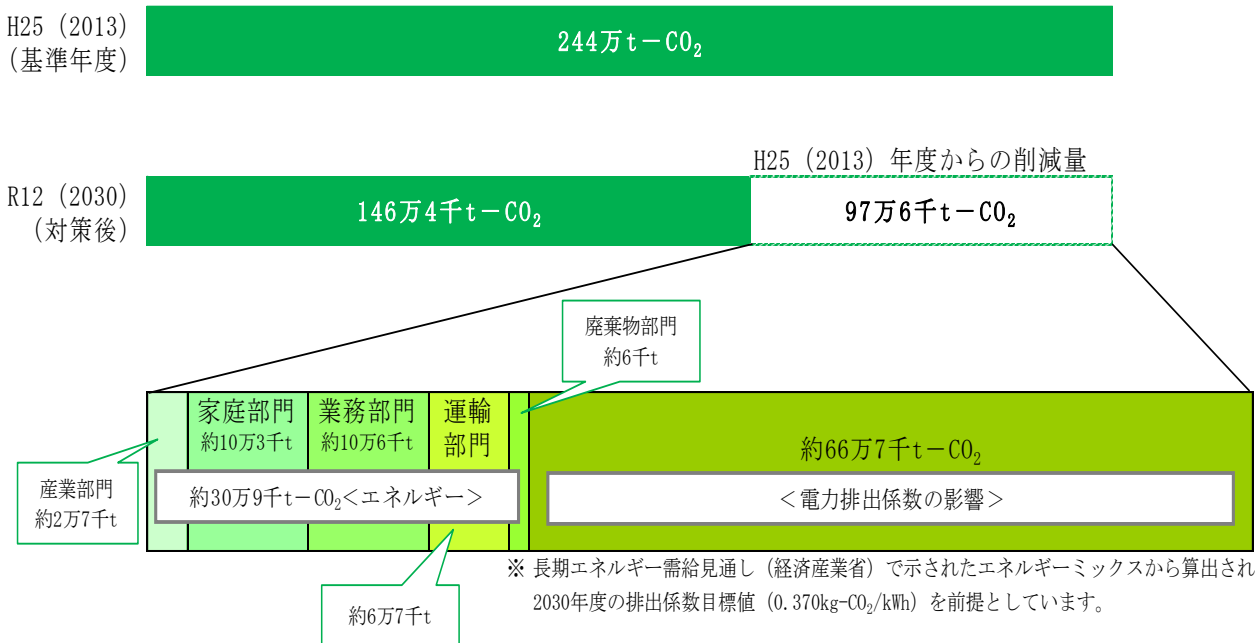 H25（2013）
（基準年度）
244万t－CO₂
H25（2013）年度からの削減量
R12（2030）
（対策後）
146万4千t－CO₂
97万6千t－CO₂
廃棄物部門
約6千t
家庭部門
約10万3千t
業務部門
約10万6千t
運輸
部門
約66万7千t－CO₂
産業部門
約2万7千t
約30万9千t－CO₂<エネルギー>
＜電力排出係数の影響＞
約6万7千t
※ 長期エネルギー需給見通し（経済産業省）で示されたエネルギーミックスから算出され
2030年度の排出係数目標値（0.370kg-CO₂/kWh）を前提としています。